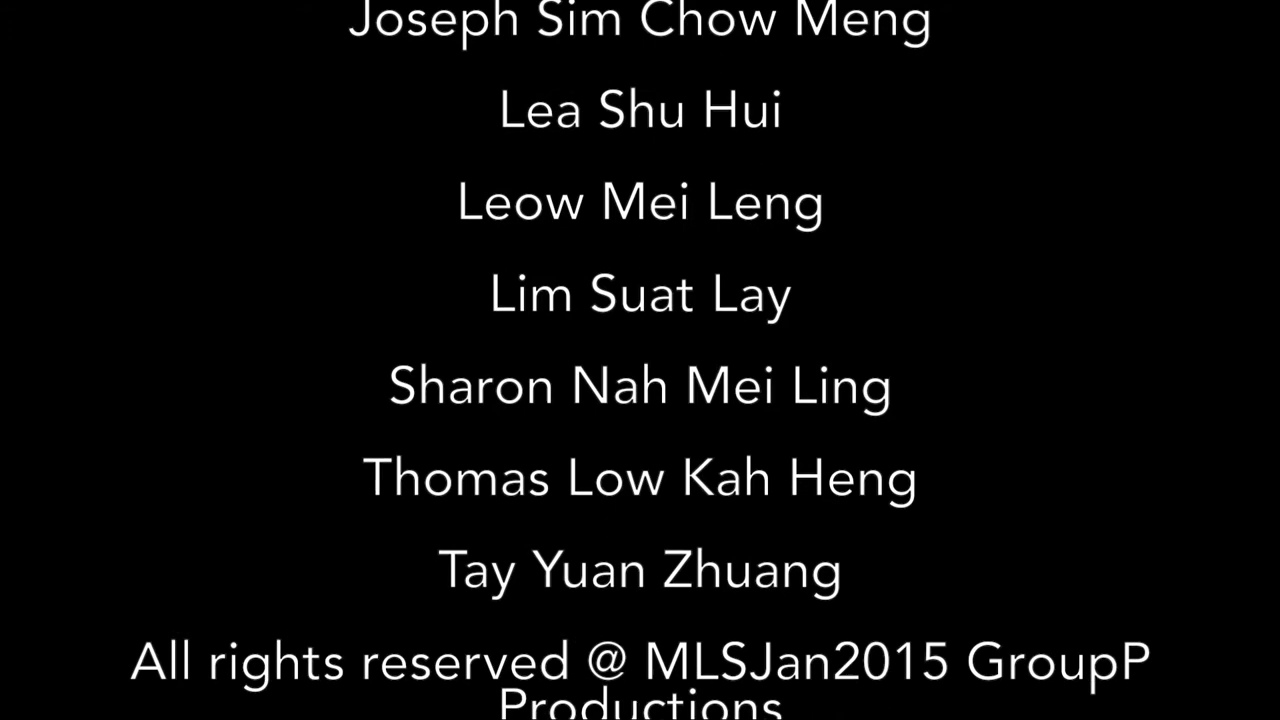 Joseph Sim Chow Meng
Lea Shu Hui
Leow Mei Leng
Lim Suat Lay
Sharon Nah Mei Ling
Thomas Low Kah Heng
Tay Yuan Zhuang
All rights reserved @ MLSJan2015 GroupP
Productions